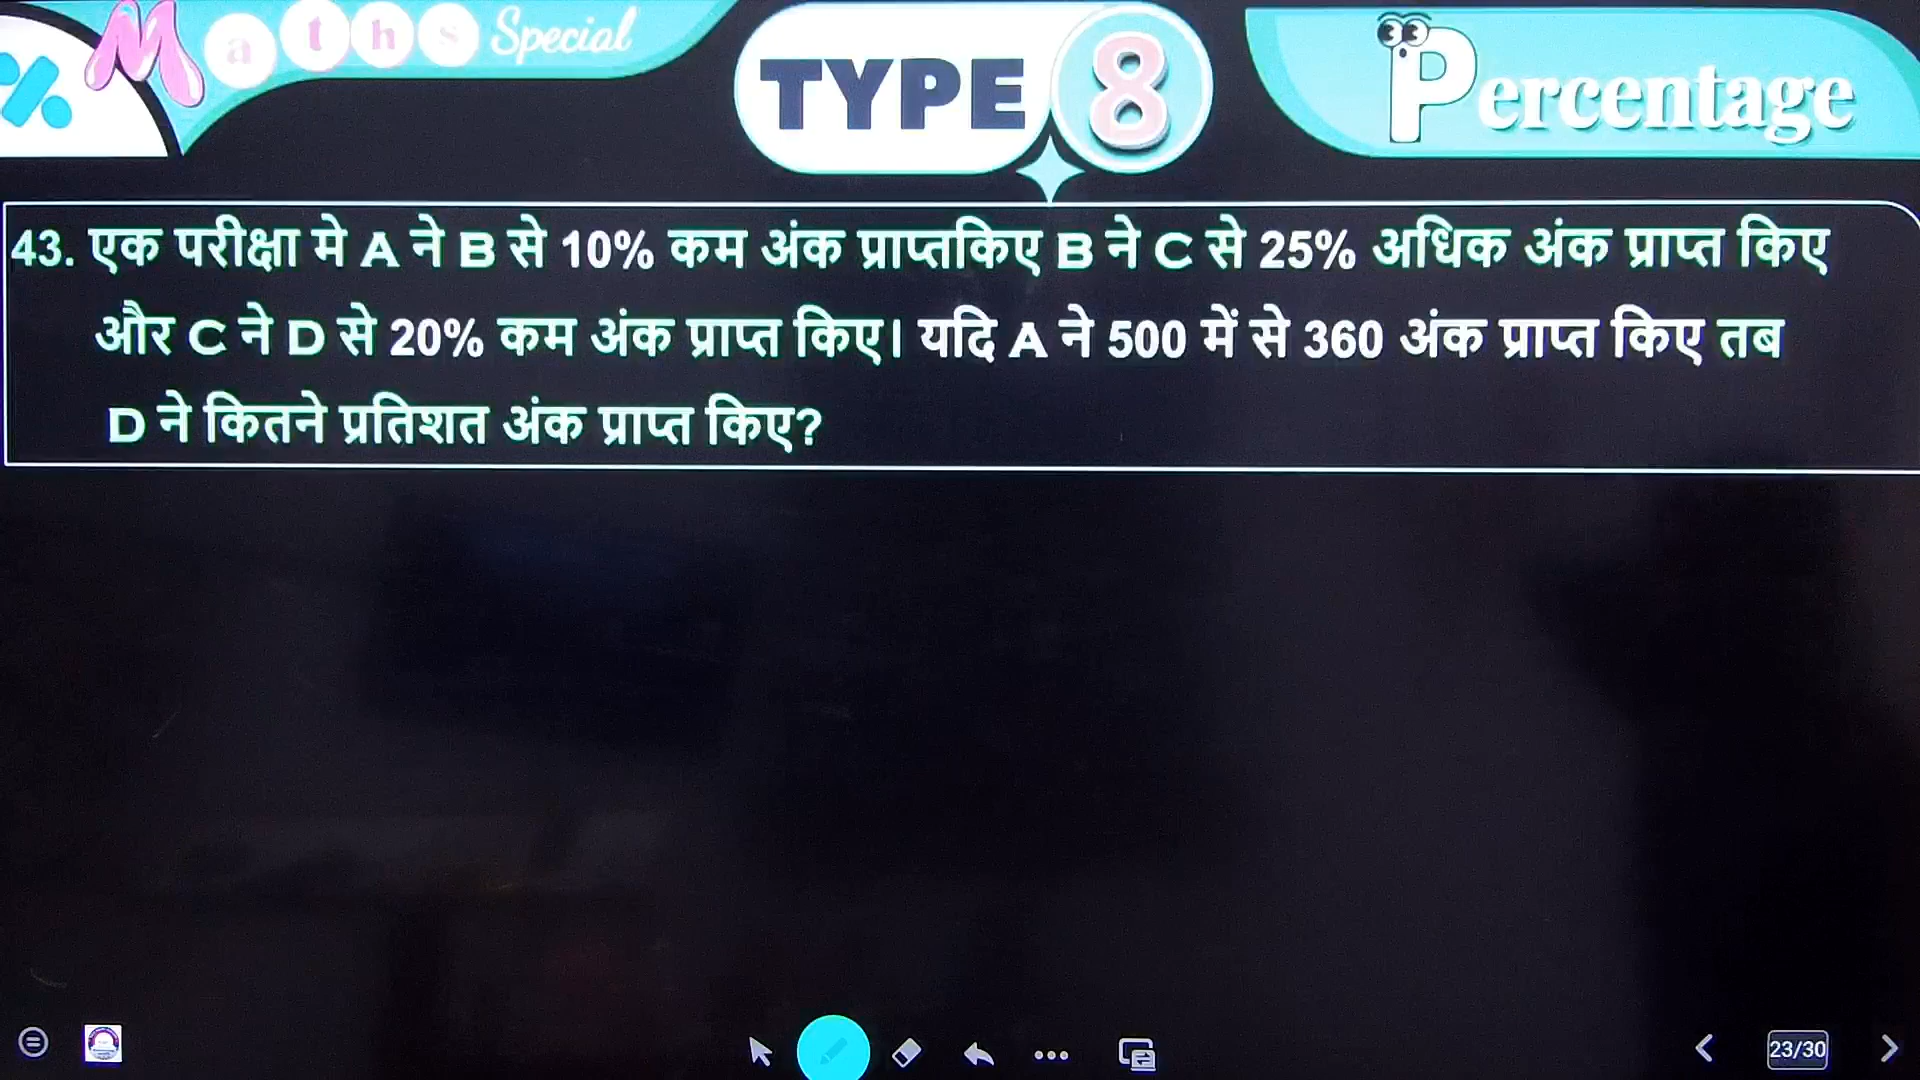 %
Maths Special
TYPE 8
Percentage
43. एक परीक्षा मे A ने B से 10% कम अंक प्राप्तकिए B ने C से 25% अधिक अंक प्राप्त किए
और C ने D से 20% कम अंक प्राप्त किए। यदि A ने 500 में से 360 अंक प्राप्त किए तब
D ने कितने प्रतिशत अंक प्राप्त किए?
23/30